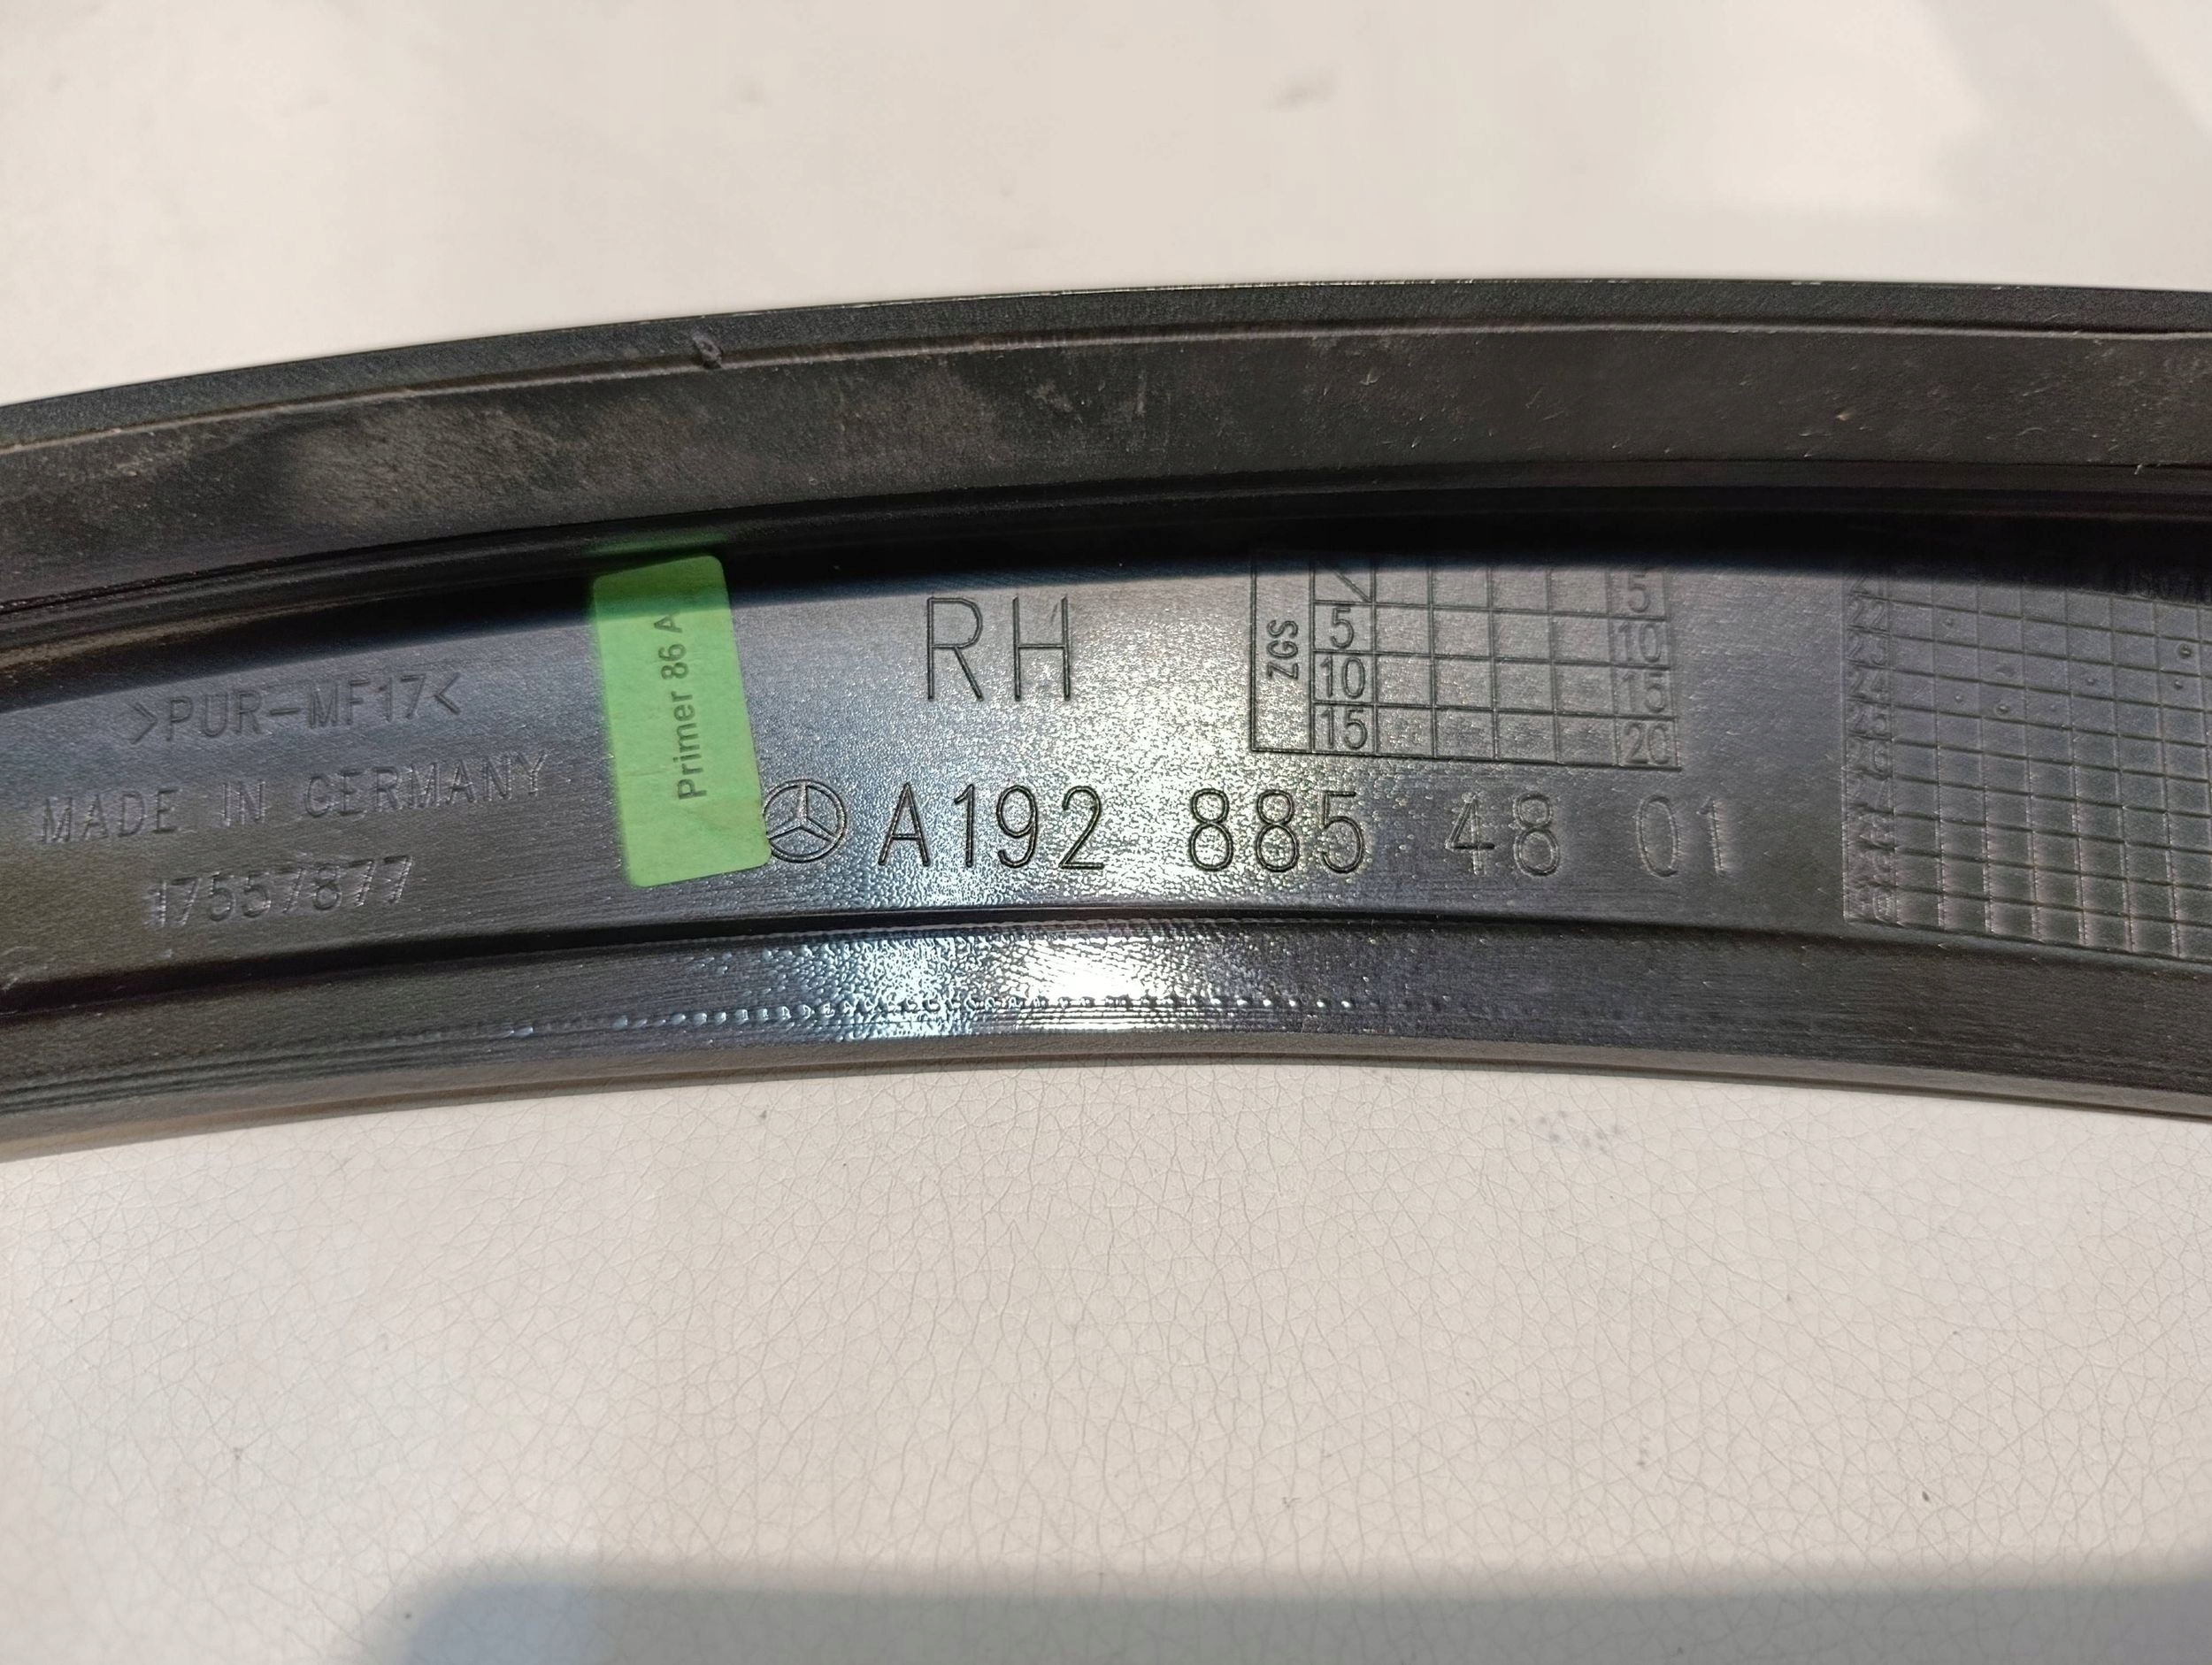 >PUR-MF17<
MADE IN GERMANY
17557877
Primer 86 A
RH
A192 885 48 01
ZGS
5
5 10
10 15
15 20